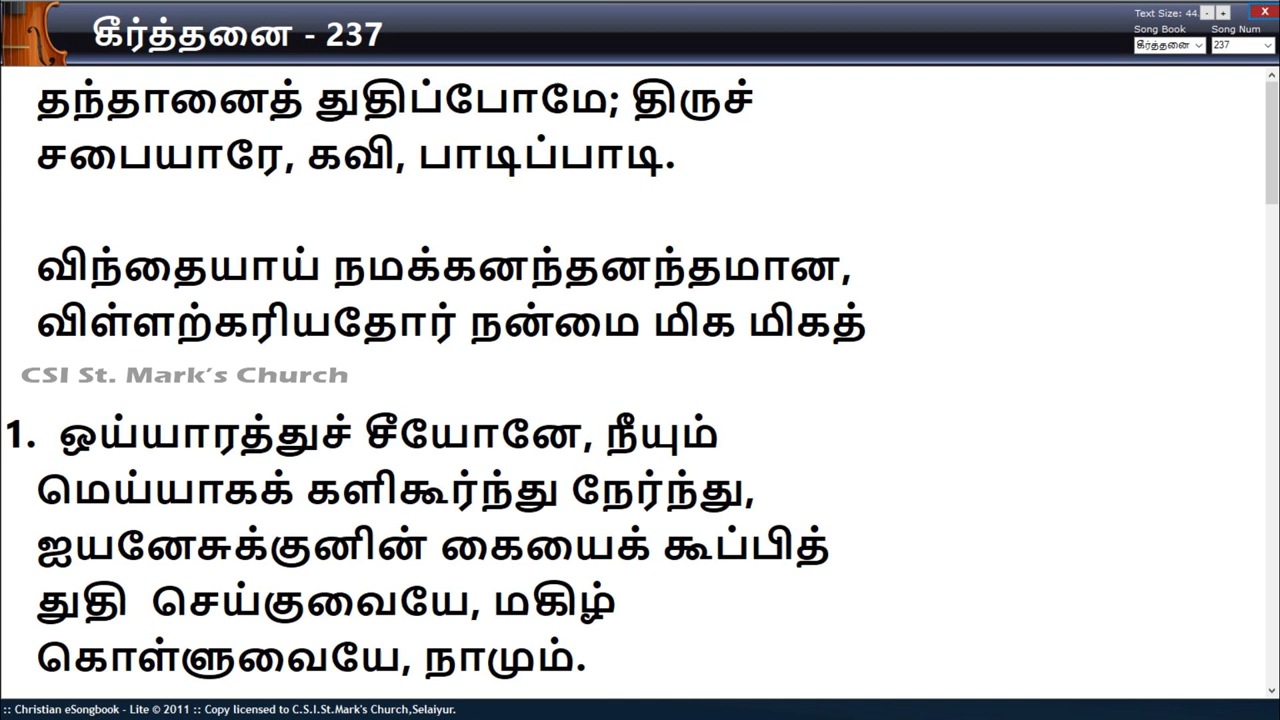 கீர்த்தனை - 237
Text Size: 44. - + X
Song Book Song Num
கீர்த்தனை 237
தந்தானைத் துதிப்போமே; திருச்
சபையாரே, கவி, பாடிப்பாடி.
விந்தையாய் நமக்கனந்தனந்தமான,
விள்ளற்கரியதோர் நன்மை மிக மிகத்
CSI St. Mark's Church
1. ஒய்யாரத்துச் சீயோனே, நீயும்
மெய்யாகக் களிகூர்ந்து நேர்ந்து,
ஐயனேசுக்குனின் கையைக் கூப்பித்
துதி செய்குவையே, மகிழ்
கொள்ளுவையே, நாமும்.
:: Christian eSongbook - Lite © 2011 :: Copy licensed to C.S.I.St.Mark's Church,Selaiyur.